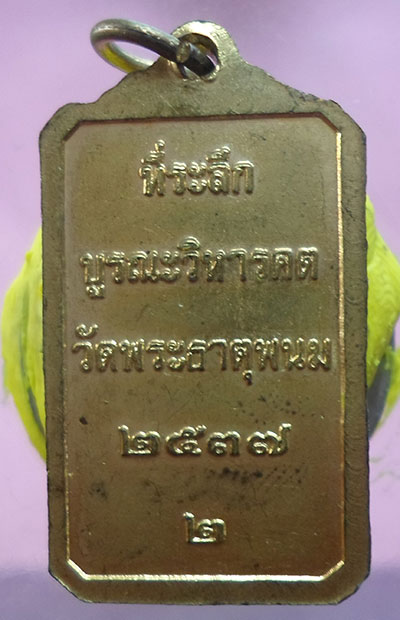 ที่ระลึก
บูรณะวิหารคต
วัดพระธาตุพนม
๒๕๓๗
๒